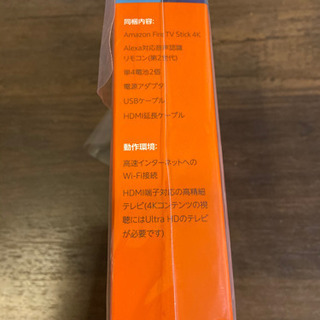 同梱内容:
Amazon Fire TV Stick 4K
Alexa対応音声認識
リモコン(第2世代)
単4電池2個
電源アダプタ
USBケーブル
HDMI延長ケーブル
動作環境:
高速インターネットへの
Wi-Fi接続
HDMI端子対応の高精細
テレビ(4Kコンテンツの視
聴にはUltra HDのテレビ
が必要です)